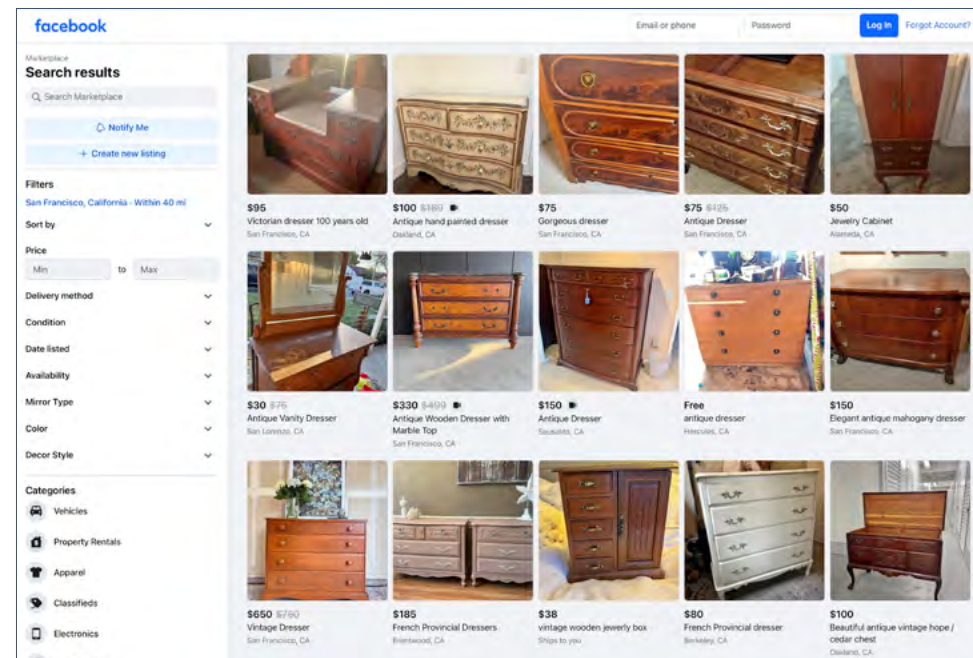 facebook
Email or phone
Password
Log In
Forgot Account?
Marketplace
Search results
Search Marketplace
Notify Me
+ Create new listing
Filters
San Francisco, California · Within 40 mi
Sort by
Price
Min
to
Max
Delivery method
Condition
Date listed
Availability
Mirror Type
Color
Decor Style
Categories
Vehicles
Property Rentals
Apparel
Classifieds
Electronics
$95
Victorian dresser 100 years old
San Francisco, CA
$100 $180
Antique hand painted dresser
Oakland, CA
$75
Gorgeous dresser
San Francisco, CA
$75 $125
Antique Dresser
San Francisco, CA
$50
Jewelry Cabinet
Alameda, CA
$30 $75
Antique Vanity Dresser
San Lorenzo, CA
$330 $499
Antique Wooden Dresser with
Marble Top
San Francisco, CA
$150
Antique Dresser
Sausalito, CA
Free
antique dresser
Hercules, CA
$150
Elegant antique mahogany dresser
San Francisco, CA
$650 $750
Vintage Dresser
San Francisco, CA
$185
French Provincial Dressers
Brentwood, CA
$38
vintage wooden jewerly box
Ships to you
$80
French Provincial dresser
Berkeley, CA
$100
Beautiful antique vintage hope /
cedar chest
Oakland, CA